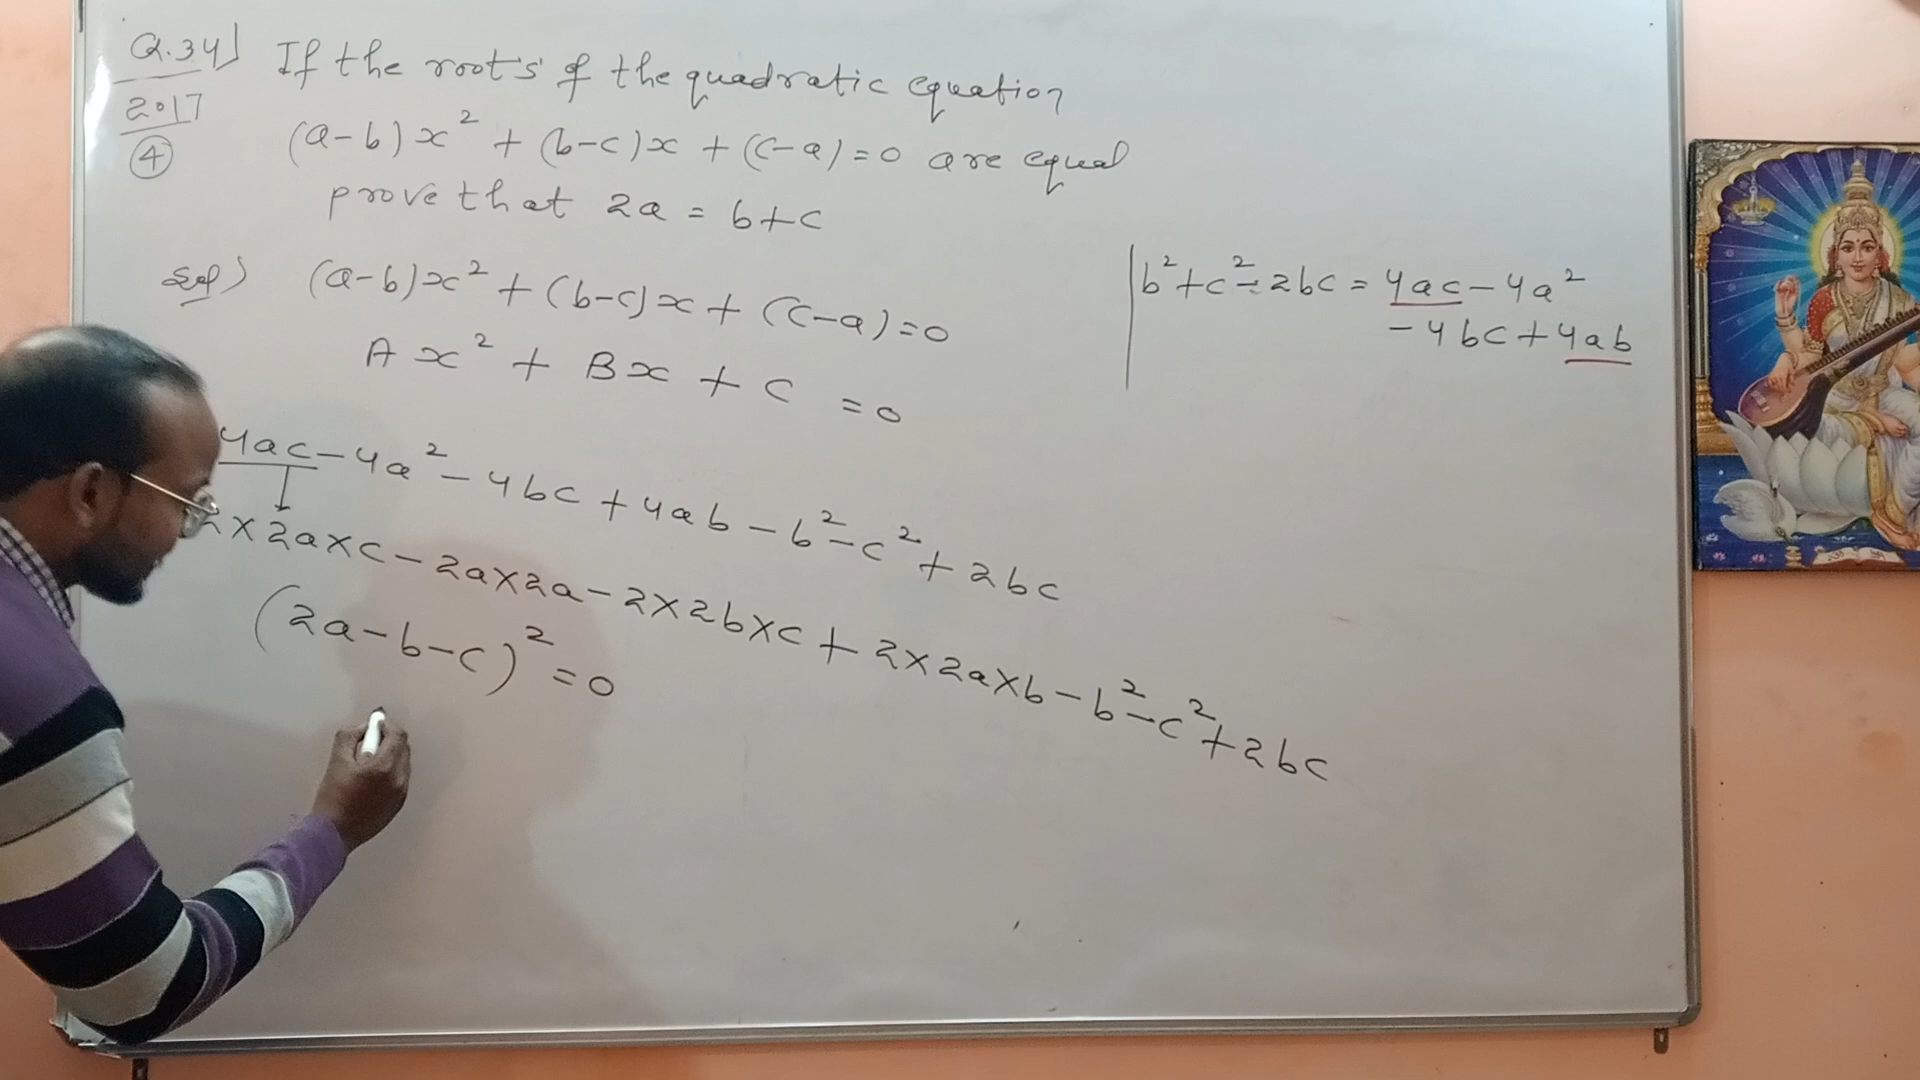 Q.34] If the roots of the quadratic equation
2017
4
(a-b)x² + (b-c)x + (c-a)=0 are equal
prove that 2a = b+c
Sol) (a-b)x² + (b-c)x + (c-a)=0
Ax² + Bx + C = 0
b²+c²-2bc = 4ac-4a²
-4bc+4ab
4ac-4a²-4bc+4ab-b²-c²+2bc
2×2a×c-2a×2a-2×2b×c+2×2a×b-b²-c²+2bc
(2a-b-c)²=0